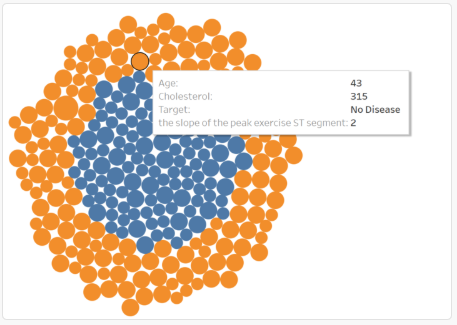 Age: 43
Cholesterol: 315
Target: No Disease
the slope of the peak exercise ST segment: 2